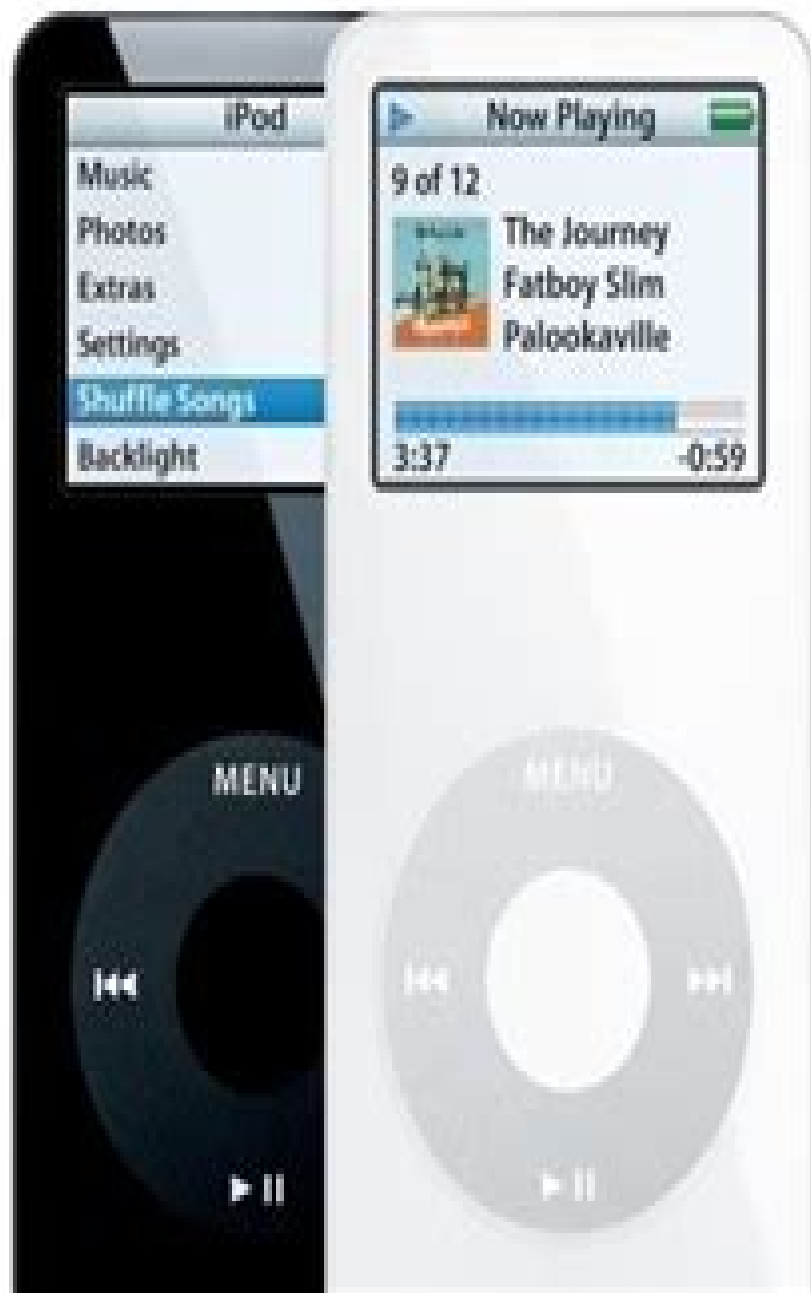 iPod
Music
Photos
Extras
Settings
Shuffle Songs
Backlight
MENU
Now Playing
9 of 12
The Journey
Fatboy Slim
Palookaville
3:37 -0:59
MENU